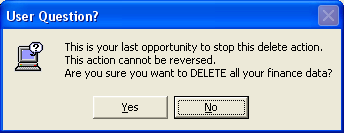 User Question?
This is your last opportunity to stop this delete action.
This action cannot be reversed.
Are you sure you want to DELETE all your finance data?
Yes
No